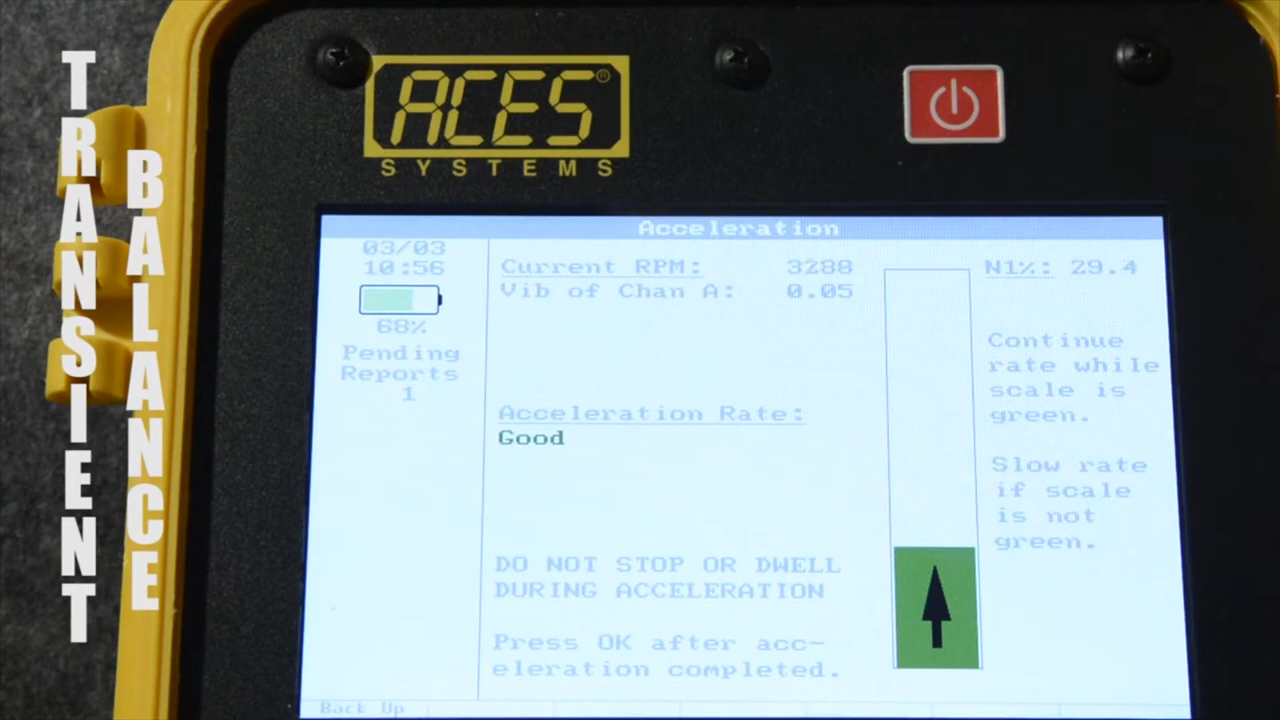 TRANSIENT
BALANCE
ACES®
SYSTEMS
Acceleration
03/03
10:56
68%
Pending
Reports
1
Current RPM: 3288
Vib of Chan A: 0.05
Acceleration Rate:
Good
DO NOT STOP OR DWELL
DURING ACCELERATION
Press OK after acc-
eleration completed.
N1%: 29.4
Continue
rate while
scale is
green.
Slow rate
if scale
is not
green.
Back Up